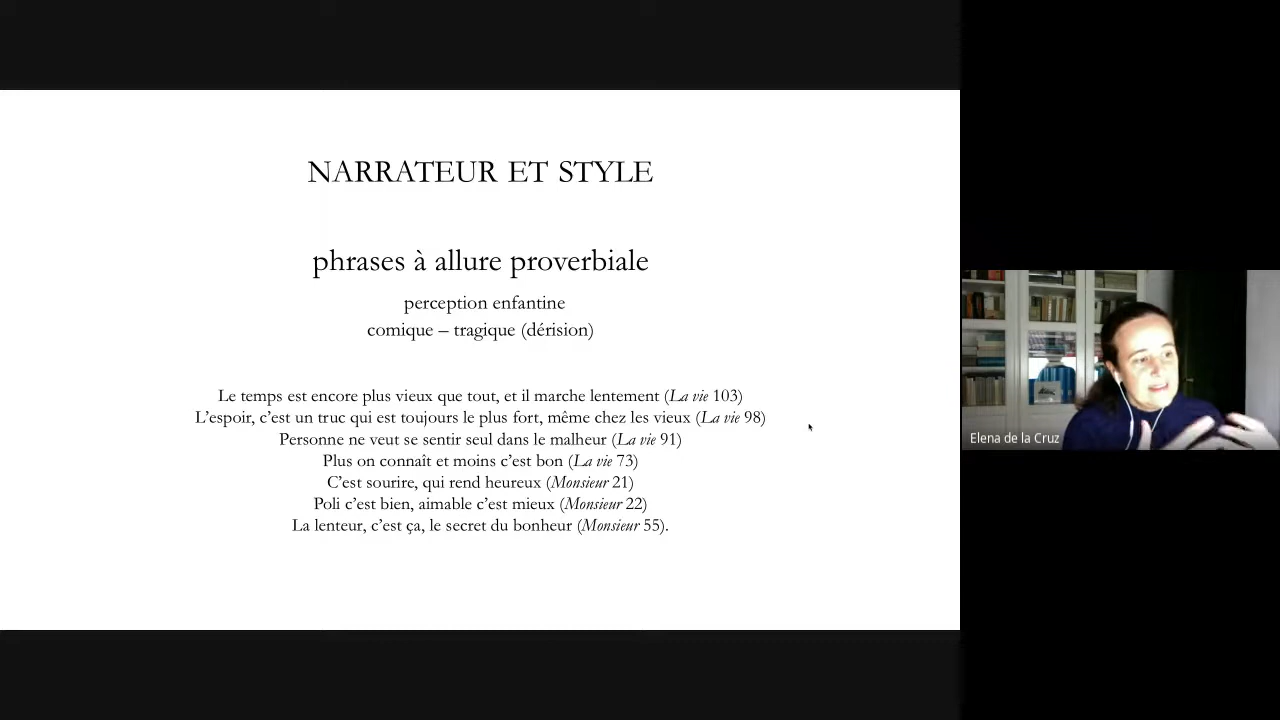 NARRATEUR ET STYLE
phrases à allure proverbiale
perception enfantine
comique – tragique (dérision)
Le temps est encore plus vieux que tout, et il marche lentement (La vie 103)
L’espoir, c’est un truc qui est toujours le plus fort, même chez les vieux (La vie 98)
Personne ne veut se sentir seul dans le malheur (La vie 91)
Plus on connaît et moins c’est bon (La vie 73)
C’est sourire, qui rend heureux (Monsieur 21)
Poli c’est bien, aimable c’est mieux (Monsieur 22)
La lenteur, c’est ça, le secret du bonheur (Monsieur 55).
Elena de la Cruz